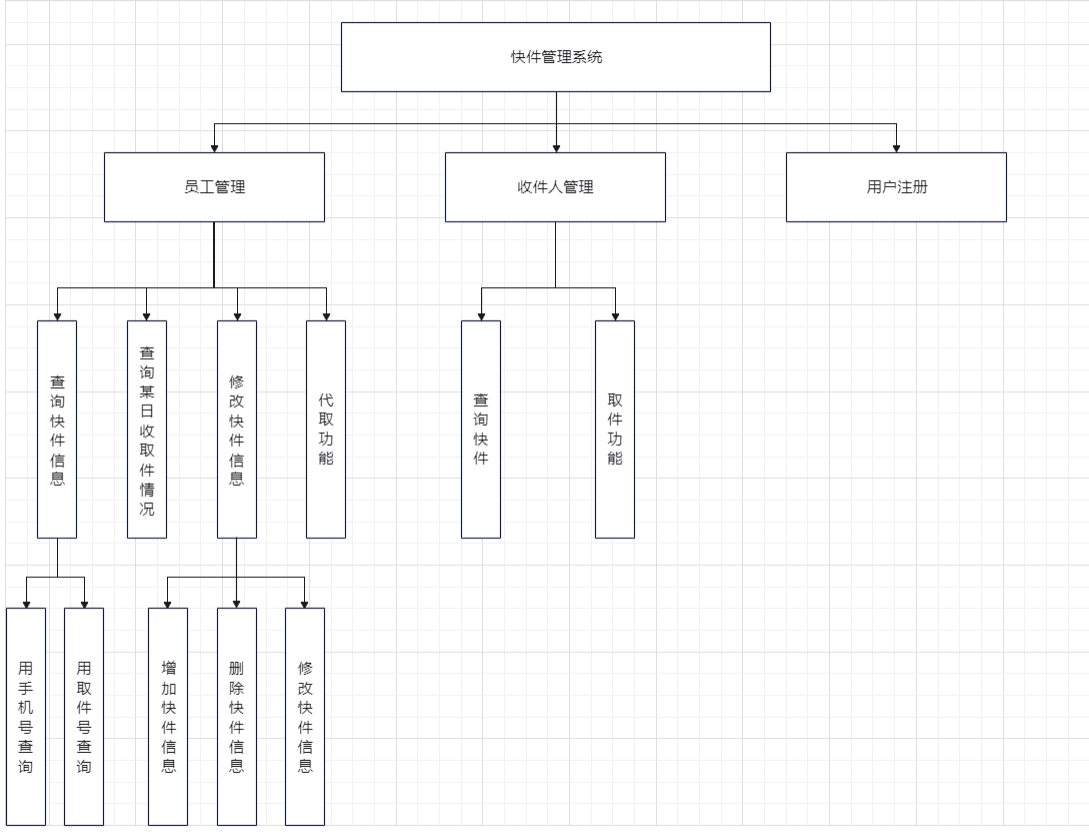 快件管理系统
员工管理
收件人管理
用户注册
查询快件信息
查询某日收取件情况
修改快件信息
代取功能
查询快件
取件功能
用手机号查询
用取件号查询
增加快件信息
删除快件信息
修改快件信息